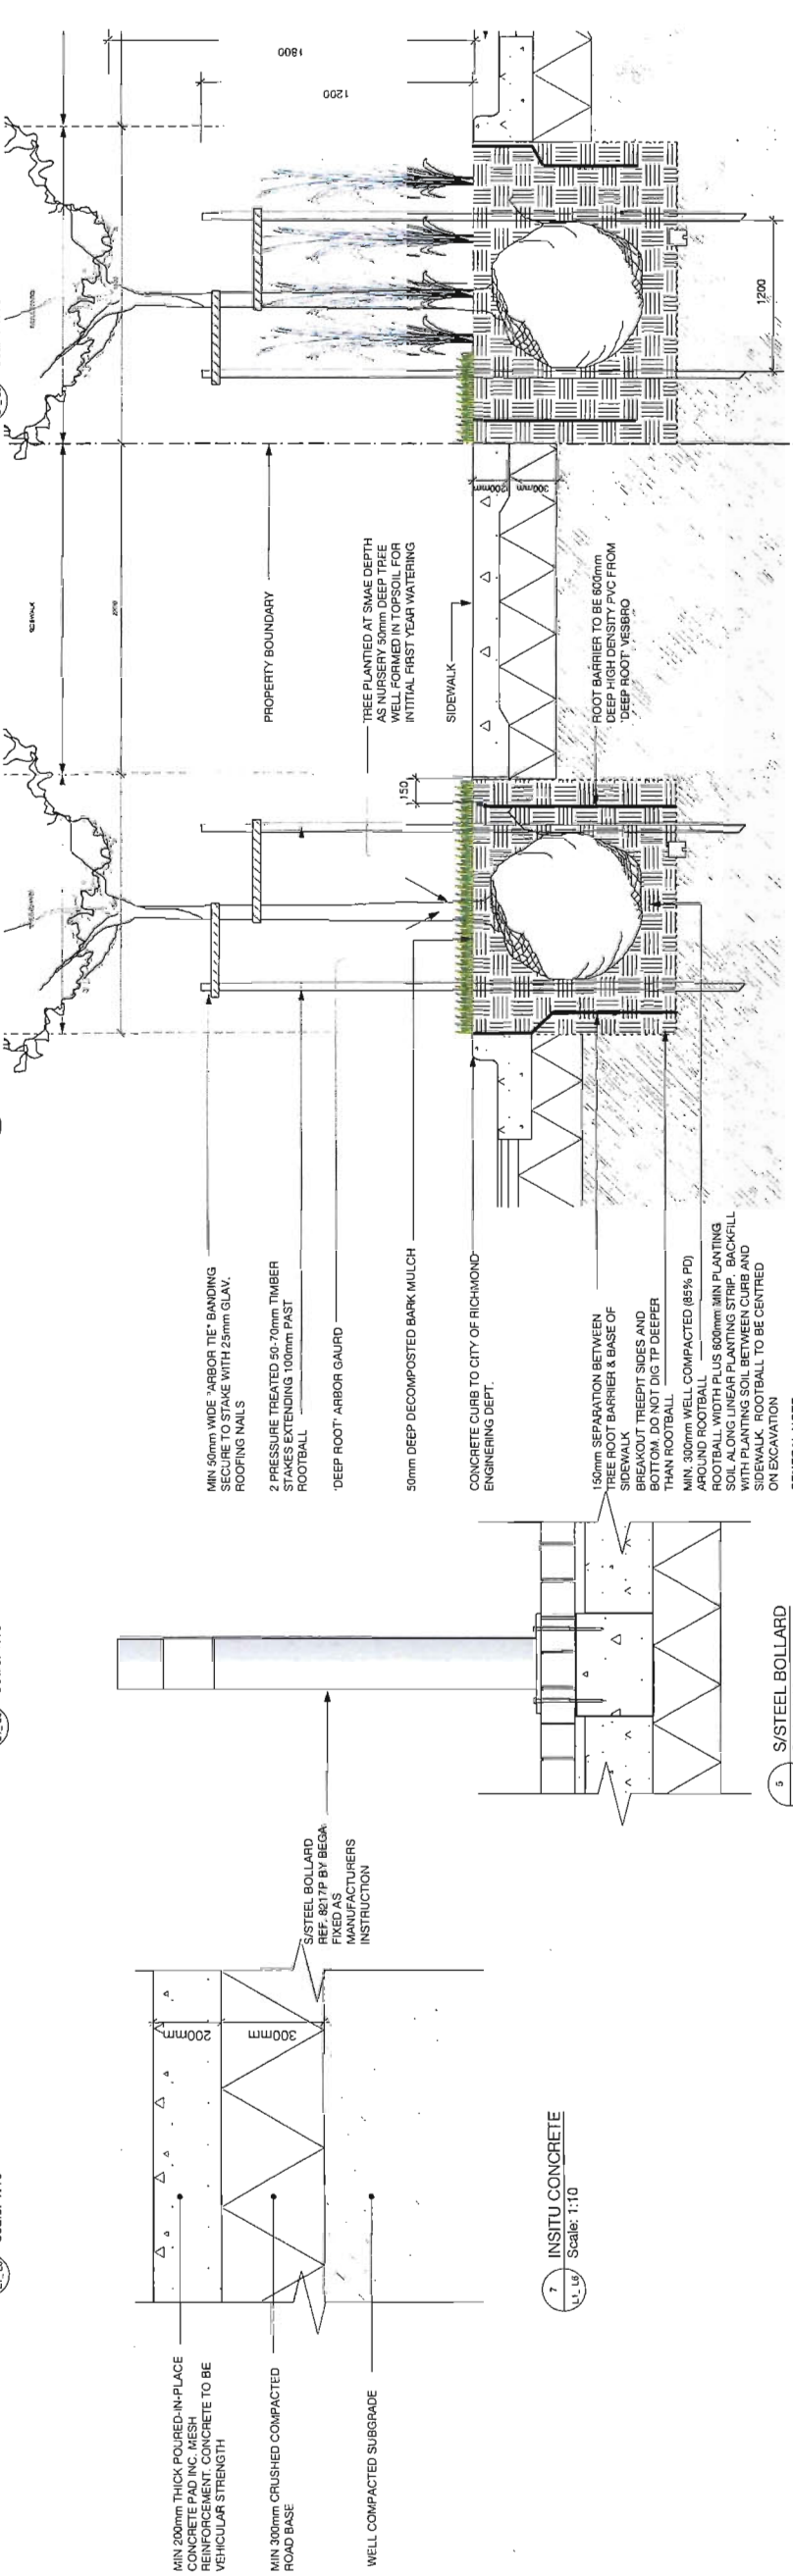 MIN 200mm THICK POURED-IN-PLACE
CONCRETE PAD INC. MESH
REINFORCEMENT. CONCRETE TO BE
VEHICULAR STRENGTH
MIN 300mm CRUSHED COMPACTED
ROAD BASE
WELL COMPACTED SUBGRADE
200mm
300mm
7
L1_L6
INSITU CONCRETE
Scale: 1:10
S/STEEL BOLLARD
REF. 8217P BY BEGA
FIXED AS
MANUFACTURERS
INSTRUCTION
5
S/STEEL BOLLARD
MIN 50mm WIDE "ARBOR TIE" BANDING
SECURE TO STAKE WITH 25mm GLAV.
ROOFING NAILS
2 PRESSURE TREATED 50-70mm TIMBER
STAKES EXTENDING 100mm PAST
ROOTBALL
'DEEP ROOT' ARBOR GAURD
50mm DEEP DECOMPOSTED BARK MULCH
CONCRETE CURB TO CITY OF RICHMOND
ENGINERING DEPT.
150mm SEPARATION BETWEEN
TREE ROOT BARRIER & BASE OF
SIDEWALK
BREAKOUT TREEPIT SIDES AND
BOTTOM. DO NOT DIG TP DEEPER
THAN ROOTBALL
MIN. 300mm WELL COMPACTED (85% PD)
AROUND ROOTBALL
ROOTBALL WIDTH PLUS 600mm MIN PLANTING
SOIL ALONG LINEAR PLANTING STRIP. BACKFILL
WITH PLANTING SOIL BETWEEN CURB AND
SIDEWALK. ROOTBALL TO BE CENTRED
ON EXCAVATION
PROPERTY BOUNDARY
TREE PLANTIED AT SMAE DEPTH
AS NURSERY 50mm DEEP TREE
WELL FORMED IN TOPSOIL FOR
INTITIAL FIRST YEAR WATERING
SIDEWALK
150
ROOT BARRIER TO BE 600mm
DEEP HIGH DENSITY PVC FROM
'DEEP ROOT' VESBRO
200mm
300mm
1800
1200
1200